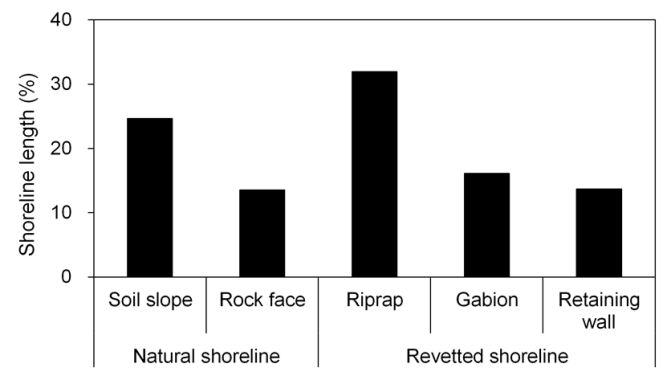 Shoreline length (%)
40
30
20
10
0
Soil slope
Rock face
Riprap
Gabion
Retaining
wall
Natural shoreline
Revetted shoreline